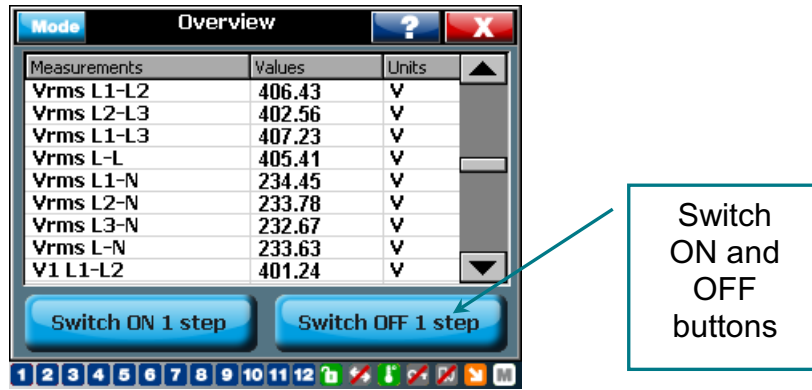 Mode Overview ? X
Measurements Values Units
Vrms L1-L2 406.43 V
Vrms L2-L3 402.56 V
Vrms L1-L3 407.23 V
Vrms L-L 405.41 V
Vrms L1-N 234.45 V
Vrms L2-N 233.78 V
Vrms L3-N 232.67 V
Vrms L-N 233.63 V
V1 L1-L2 401.24 V
Switch ON 1 step Switch OFF 1 step
1 2 3 4 5 6 7 8 9 10 11 12 M
Switch
ON and
OFF
buttons